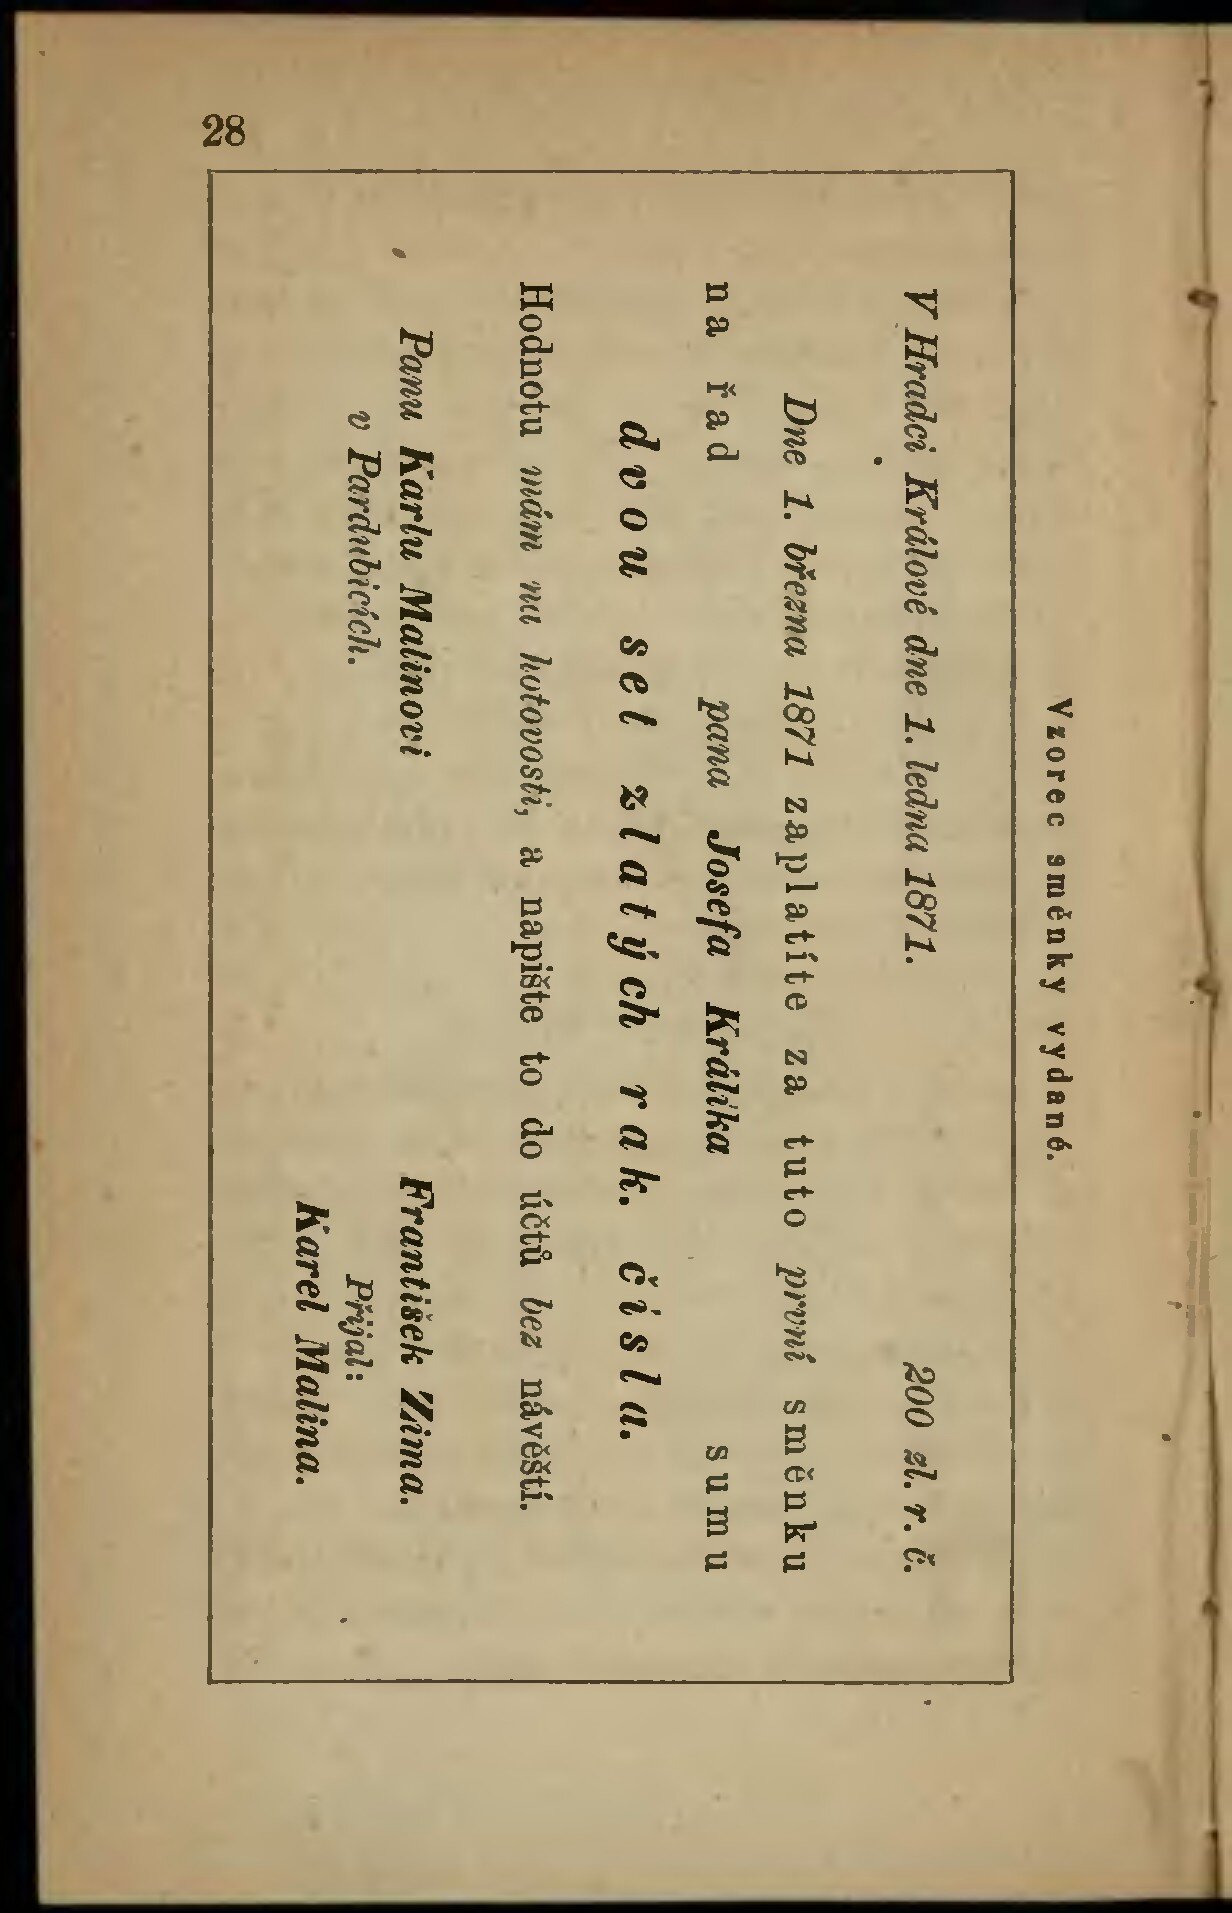 28
Vzorec směnky vydané.
V Hradci Králové dne 1. ledna 1871. 200 zl. r. č.
Dne 1. března 1871 zaplatíte za tuto první směnku
na řad pana Josefa Králíka sumu
dvou set zlatých rak. čísla.
Hodnotu mám na hotovosti, a napište to do účtů bez návěští.
Panu Karlu Malinovi František Zima.
v Pardubicích. Přijal:
Karel Malina.